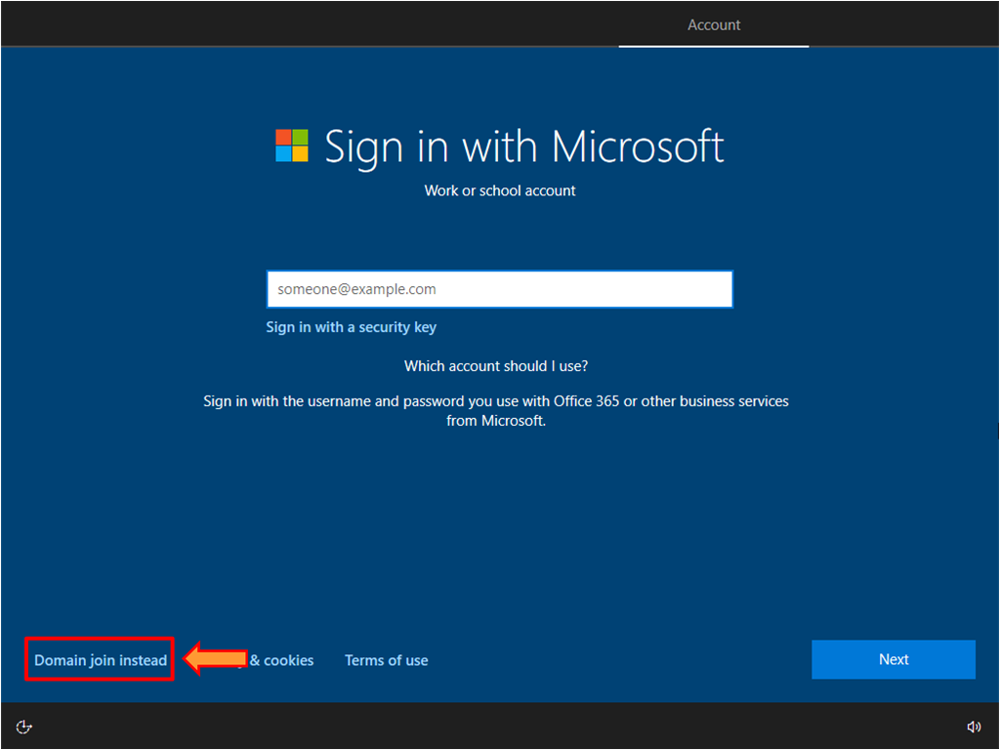 Account
Sign in with Microsoft
Work or school account
someone@example.com
Sign in with a security key
Which account should I use?
Sign in with the username and password you use with Office 365 or other business services
from Microsoft.
Domain join instead & cookies Terms of use Next